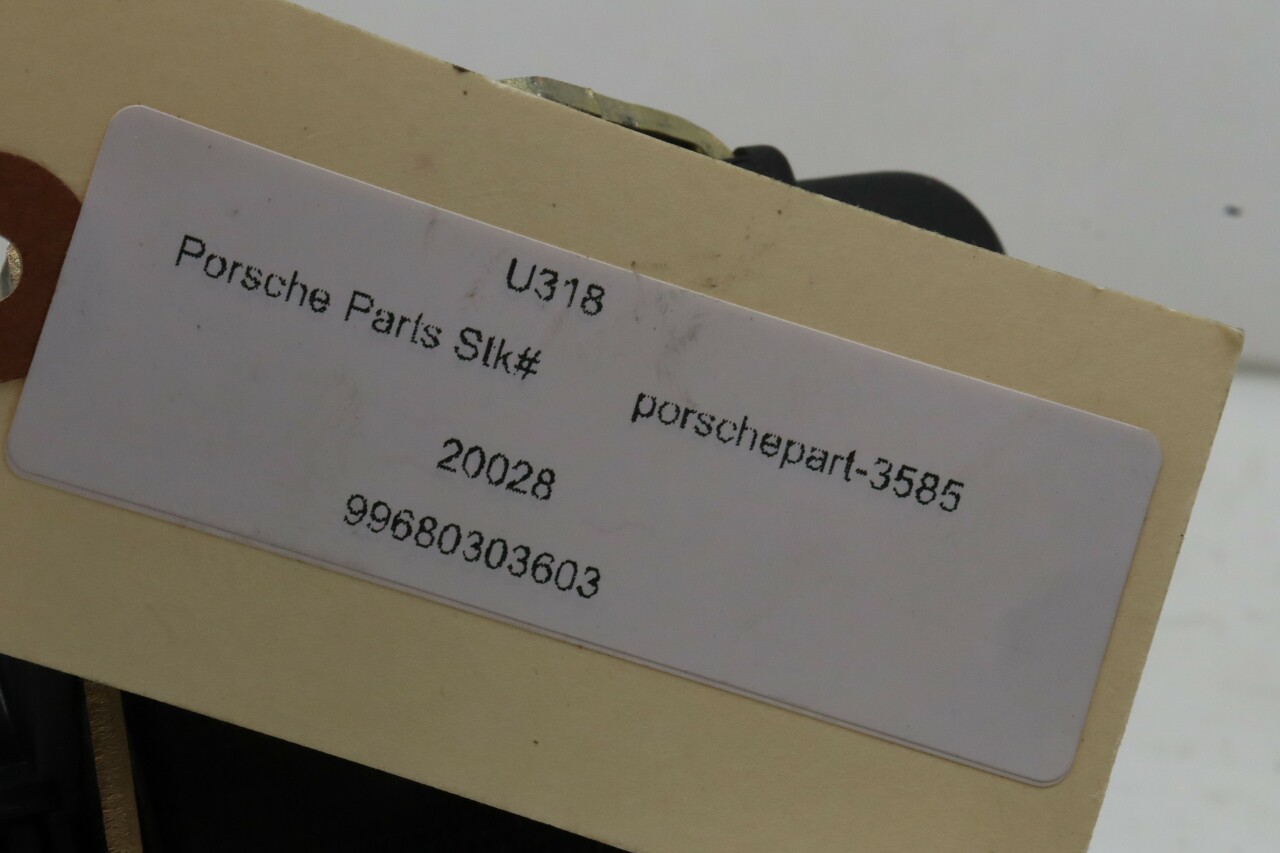 U318
Porsche Parts Stk#
porschepart-3585
20028
99680303603